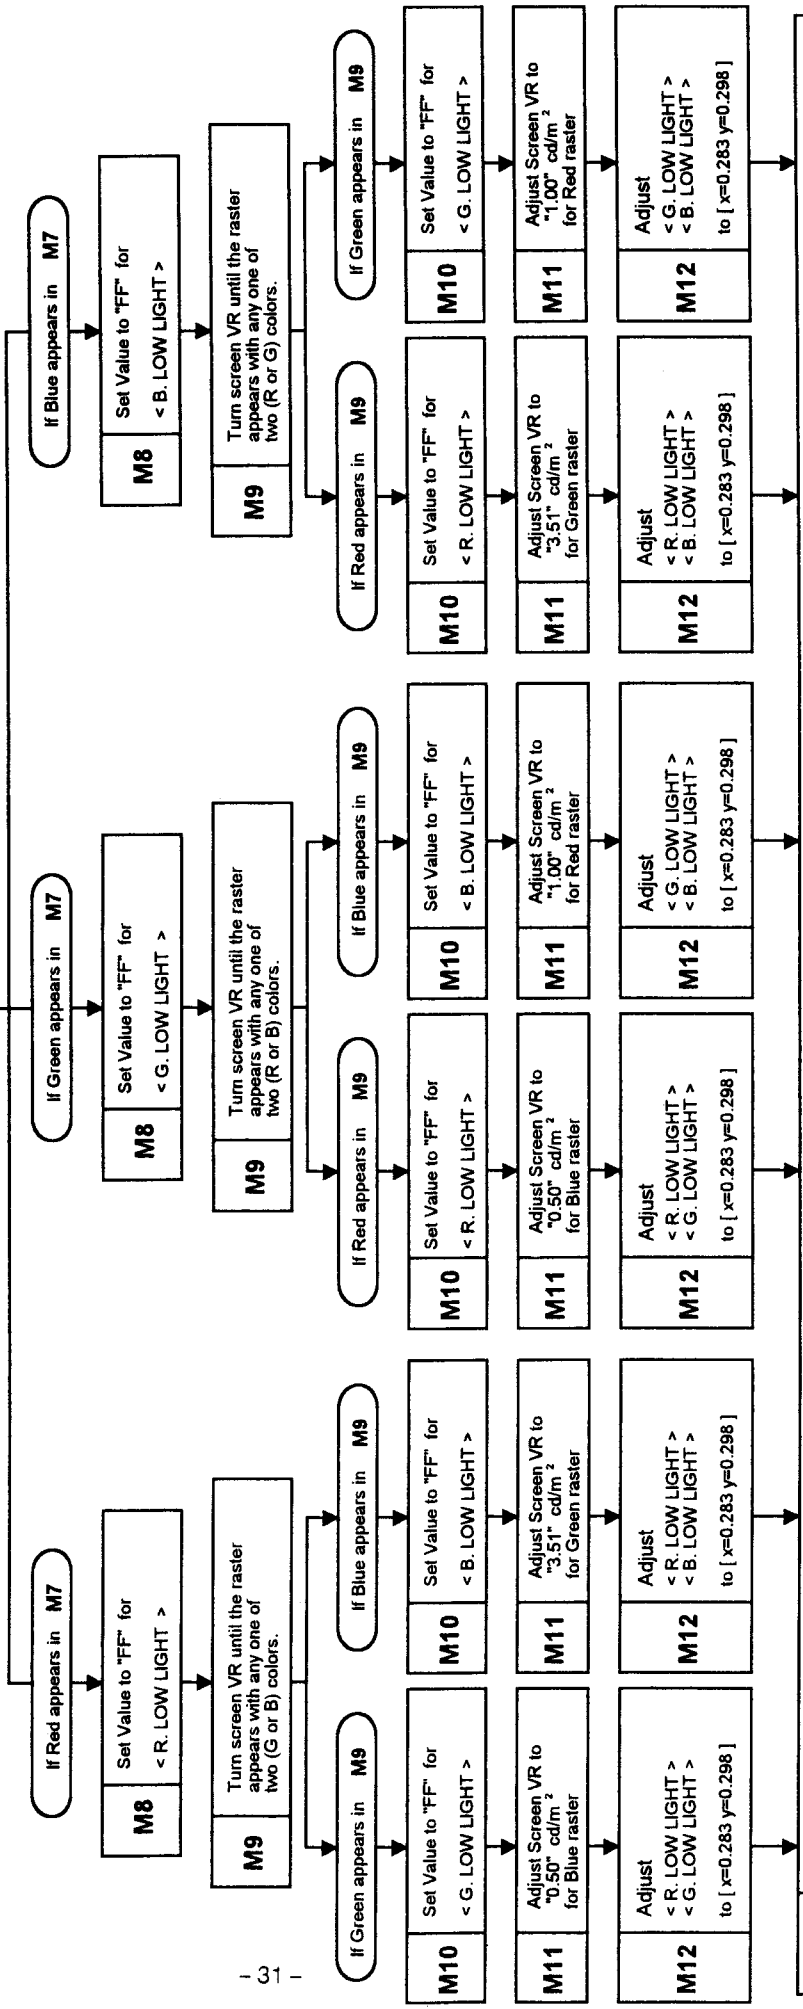 If Red appears in M7
If Green appears in M7
If Blue appears in M7
M8
Set Value to "FF" for
< R. LOW LIGHT >
M8
Set Value to "FF" for
< G. LOW LIGHT >
M8
Set Value to "FF" for
< B. LOW LIGHT >
M9
Turn screen VR until the raster
appears with any one of
two (G or B) colors.
M9
Turn screen VR until the raster
appears with any one of
two (R or B) colors.
M9
Turn screen VR until the raster
appears with any one of
two (R or G) colors.
If Green appears in M9
If Blue appears in M9
If Red appears in M9
If Blue appears in M9
If Red appears in M9
If Green appears in M9
M10
Set Value to "FF" for
< G. LOW LIGHT >
M10
Set Value to "FF" for
< B. LOW LIGHT >
M10
Set Value to "FF" for
< R. LOW LIGHT >
M10
Set Value to "FF" for
< B. LOW LIGHT >
M10
Set Value to "FF" for
< R. LOW LIGHT >
M10
Set Value to "FF" for
< G. LOW LIGHT >
M11
Adjust Screen VR to
"0.50" cd/m ²
for Blue raster
M11
Adjust Screen VR to
"3.51" cd/m ²
for Green raster
M11
Adjust Screen VR to
"0.50" cd/m ²
for Blue raster
M11
Adjust Screen VR to
"1.00" cd/m ²
for Red raster
M11
Adjust Screen VR to
"3.51" cd/m ²
for Green raster
M11
Adjust Screen VR to
"1.00" cd/m ²
for Red raster
M12
Adjust
< R. LOW LIGHT >
< G. LOW LIGHT >
to [ x=0.283 y=0.298 ]
M12
Adjust
< R. LOW LIGHT >
< B. LOW LIGHT >
to [ x=0.283 y=0.298 ]
M12
Adjust
< R. LOW LIGHT >
< G. LOW LIGHT >
to [ x=0.283 y=0.298 ]
M12
Adjust
< G. LOW LIGHT >
< B. LOW LIGHT >
to [ x=0.283 y=0.298 ]
M12
Adjust
< R. LOW LIGHT >
< B. LOW LIGHT >
to [ x=0.283 y=0.298 ]
M12
Adjust
< G. LOW LIGHT >
< B. LOW LIGHT >
to [ x=0.283 y=0.298 ]
- 31 -